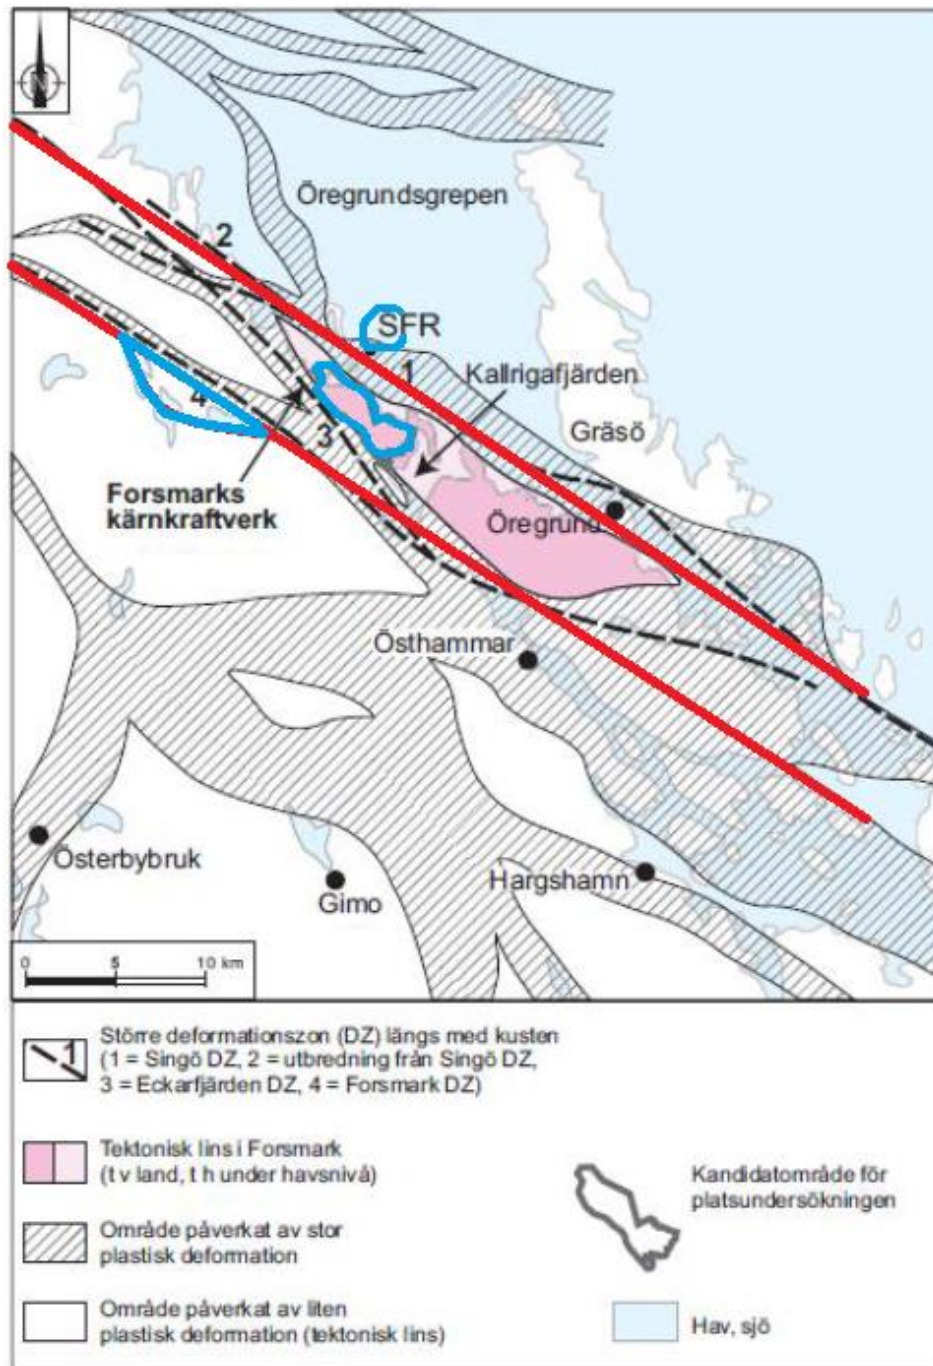 N
Öregrundsgrepen
2
SFR
1
Kallrigafjärden
4
3
Gräsö
Forsmarks
kärnkraftverk
Öregrund
Östhammar
Österbybruk
Gimo
Hargshamn
0 5 10 km
1
Större deformationszon (DZ) längs med kusten
(1 = Singö DZ, 2 = utbredning från Singö DZ,
3 = Eckarfjärden DZ, 4 = Forsmark DZ)
Tektonisk lins i Forsmark
(t v land, t h under havsnivå)
Kandidatområde för
platsundersökningen
Område påverkat av stor
plastisk deformation
Område påverkat av liten
plastisk deformation (tektonisk lins)
Hav, sjö